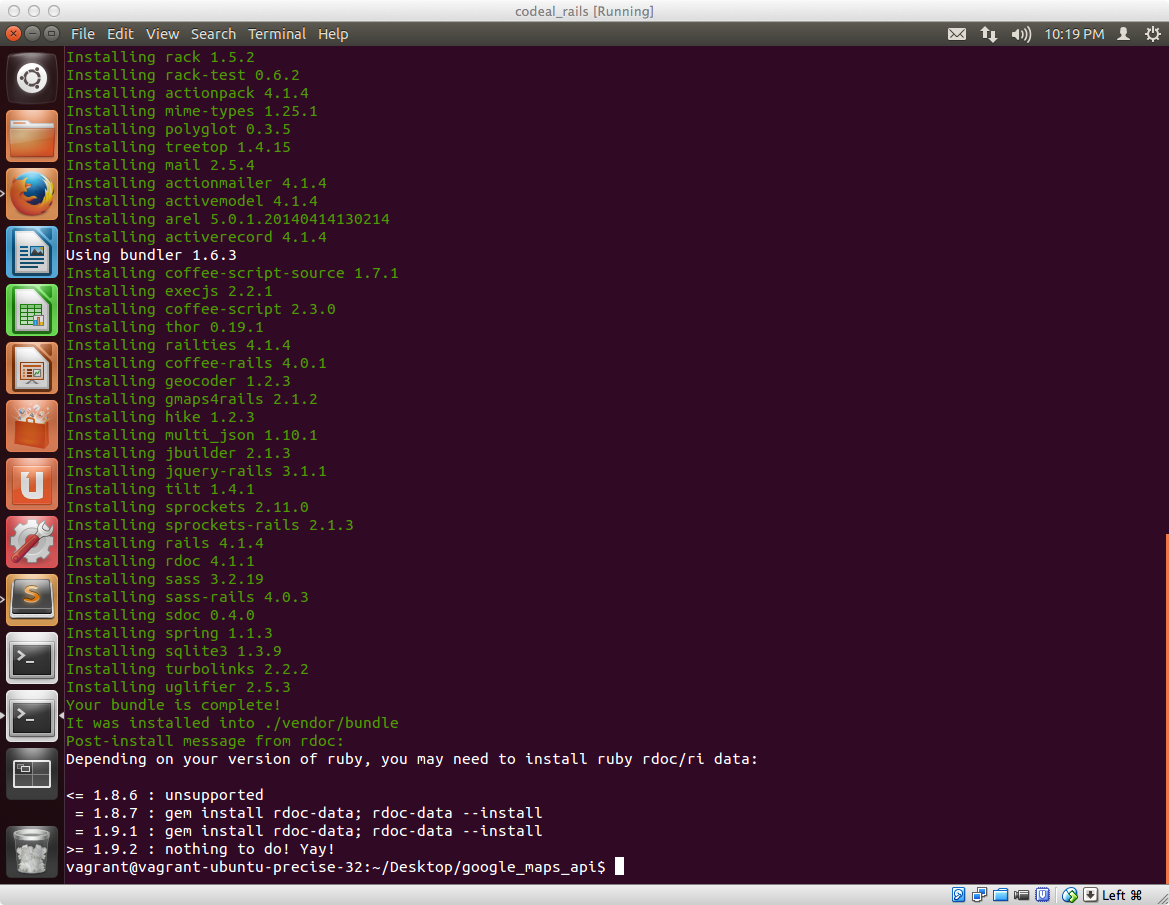 codeal_rails [Running]
File Edit View Search Terminal Help 10:19 PM
Installing rack 1.5.2
Installing rack-test 0.6.2
Installing actionpack 4.1.4
Installing mime-types 1.25.1
Installing polyglot 0.3.5
Installing treetop 1.4.15
Installing mail 2.5.4
Installing actionmailer 4.1.4
Installing activemodel 4.1.4
Installing arel 5.0.1.20140414130214
Installing activerecord 4.1.4
Using bundler 1.6.3
Installing coffee-script-source 1.7.1
Installing execjs 2.2.1
Installing coffee-script 2.3.0
Installing thor 0.19.1
Installing railties 4.1.4
Installing coffee-rails 4.0.1
Installing geocoder 1.2.3
Installing gmaps4rails 2.1.2
Installing hike 1.2.3
Installing multi_json 1.10.1
Installing jbuilder 2.1.3
Installing jquery-rails 3.1.1
Installing tilt 1.4.1
Installing sprockets 2.11.0
Installing sprockets-rails 2.1.3
Installing rails 4.1.4
Installing rdoc 4.1.1
Installing sass 3.2.19
Installing sass-rails 4.0.3
Installing sdoc 0.4.0
Installing spring 1.1.3
Installing sqlite3 1.3.9
Installing turbolinks 2.2.2
Installing uglifier 2.5.3
Your bundle is complete!
It was installed into ./vendor/bundle
Post-install message from rdoc:
Depending on your version of ruby, you may need to install ruby rdoc/ri data:
<= 1.8.6 : unsupported
= 1.8.7 : gem install rdoc-data; rdoc-data --install
= 1.9.1 : gem install rdoc-data; rdoc-data --install
>= 1.9.2 : nothing to do! Yay!
vagrant@vagrant-ubuntu-precise-32:~/Desktop/google_maps_api$
Left ⌘